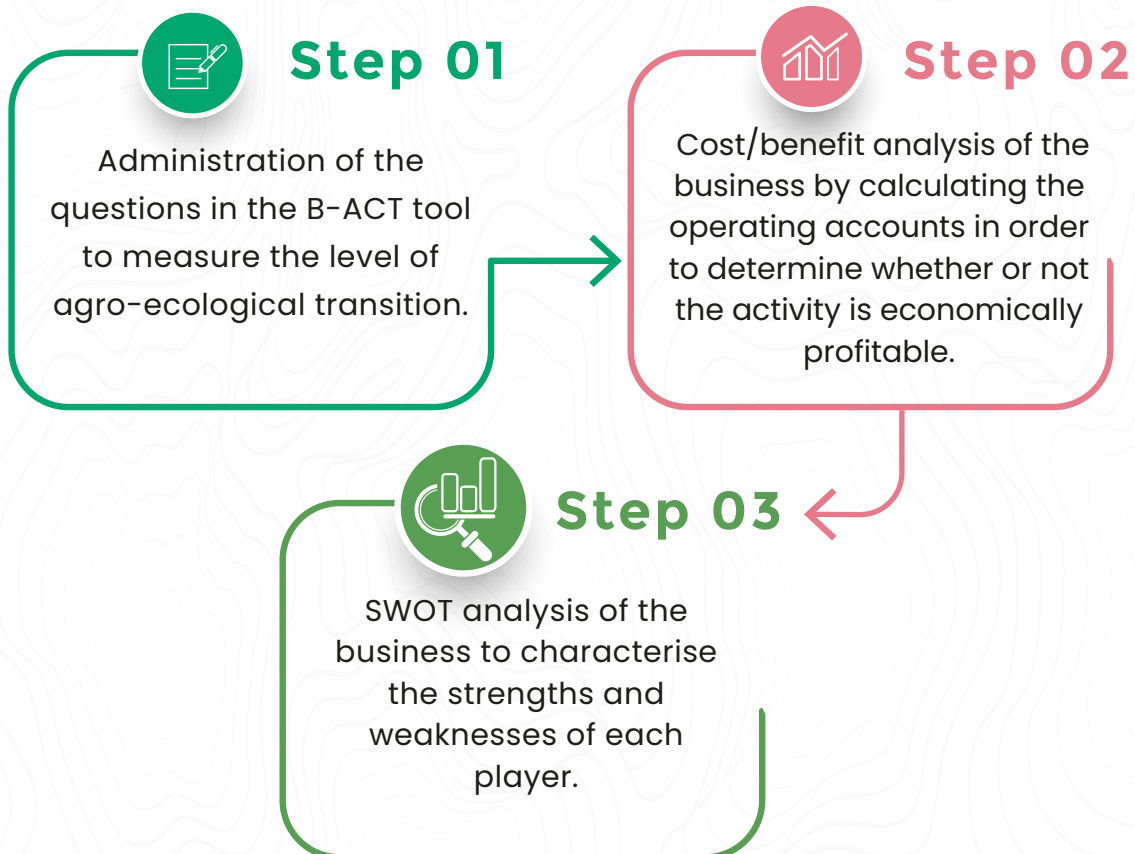 Step 01
Administration of the
questions in the B-ACT tool
to measure the level of
agro-ecological transition.
Step 02
Cost/benefit analysis of the
business by calculating the
operating accounts in order
to determine whether or not
the activity is economically
profitable.
Step 03
SWOT analysis of the
business to characterise
the strengths and
weaknesses of each
player.